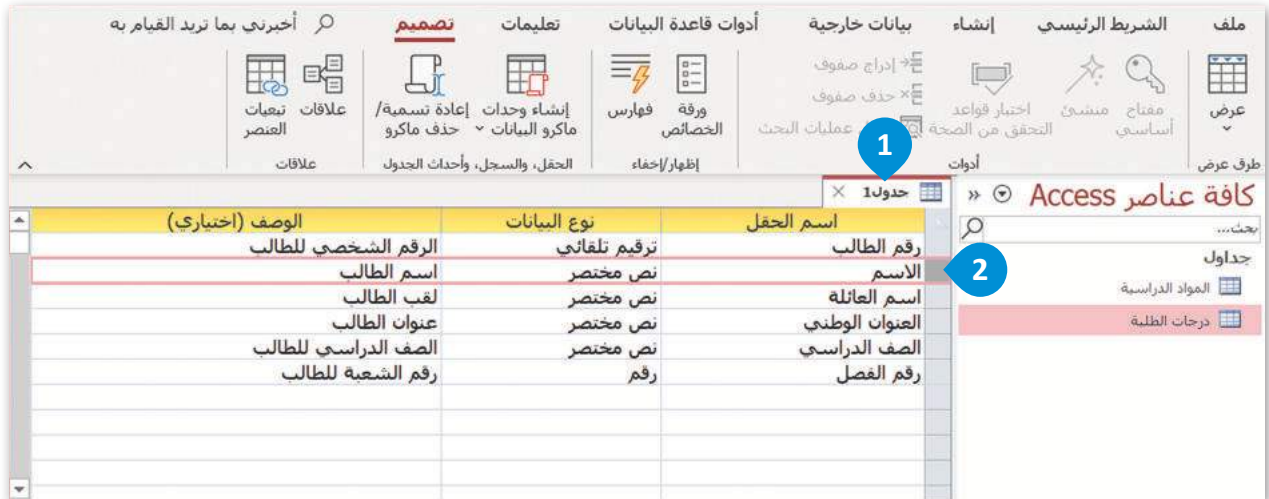 ملف الشريط الرئيسي إنشاء بيانات خارجية أدوات قاعدة البيانات تعليمات تصميم أخبرني بما تريد القيام به
عرض
مفتاح أساسي
منشئ
اختبار قواعد التحقق من الصحة
إدراج صفوف
حذف صفوف
عمليات البحث
ورقة الخصائص
فهارس
إنشاء وحدات ماكرو البيانات
إعادة تسمية/ حذف ماكرو
علاقات
تبعيات العنصر
طرق عرض أدوات إظهار/إخفاء الحقل، والسجل، وأحداث الجدول علاقات
1
كافة عناصر Access
بحث...
جداول
المواد الدراسية
درجات الطلبة
جدول1
اسم الحقل نوع البيانات الوصف (اختياري)
رقم الطالب ترقيم تلقائي الرقم الشخصي للطالب
2
الاسم نص مختصر اسم الطالب
اسم العائلة نص مختصر لقب الطالب
العنوان الوطني نص مختصر عنوان الطالب
الصف الدراسي نص مختصر الصف الدراسي للطالب
رقم الفصل رقم رقم الشعبة للطالب